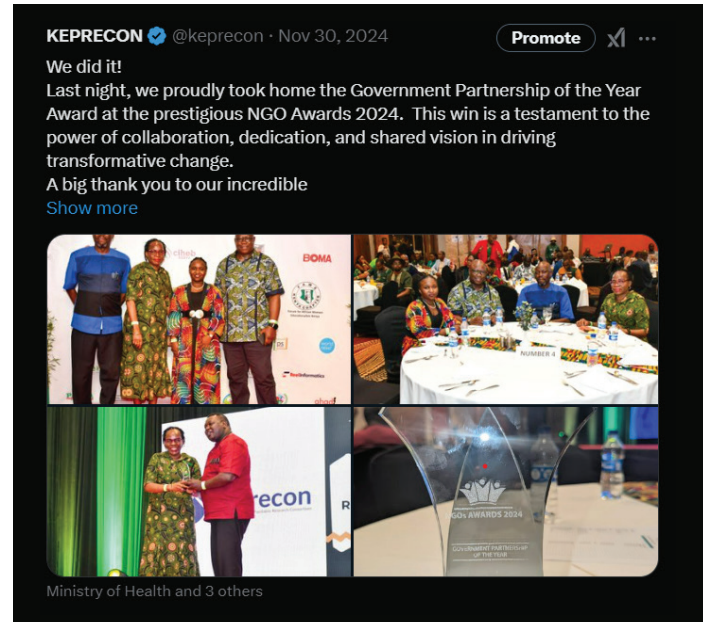 KEPRECON @keprecon · Nov 30, 2024
Promote
We did it!
Last night, we proudly took home the Government Partnership of the Year
Award at the prestigious NGO Awards 2024.  This win is a testament to the
power of collaboration, dedication, and shared vision in driving
transformative change.
A big thank you to our incredible
Show more
ciheb
BOMA
NUMBER 4
recon
GOs AWARDS 2024
GOVERNMENT PARTNERSHIP
OF THE YEAR
Ministry of Health and 3 others